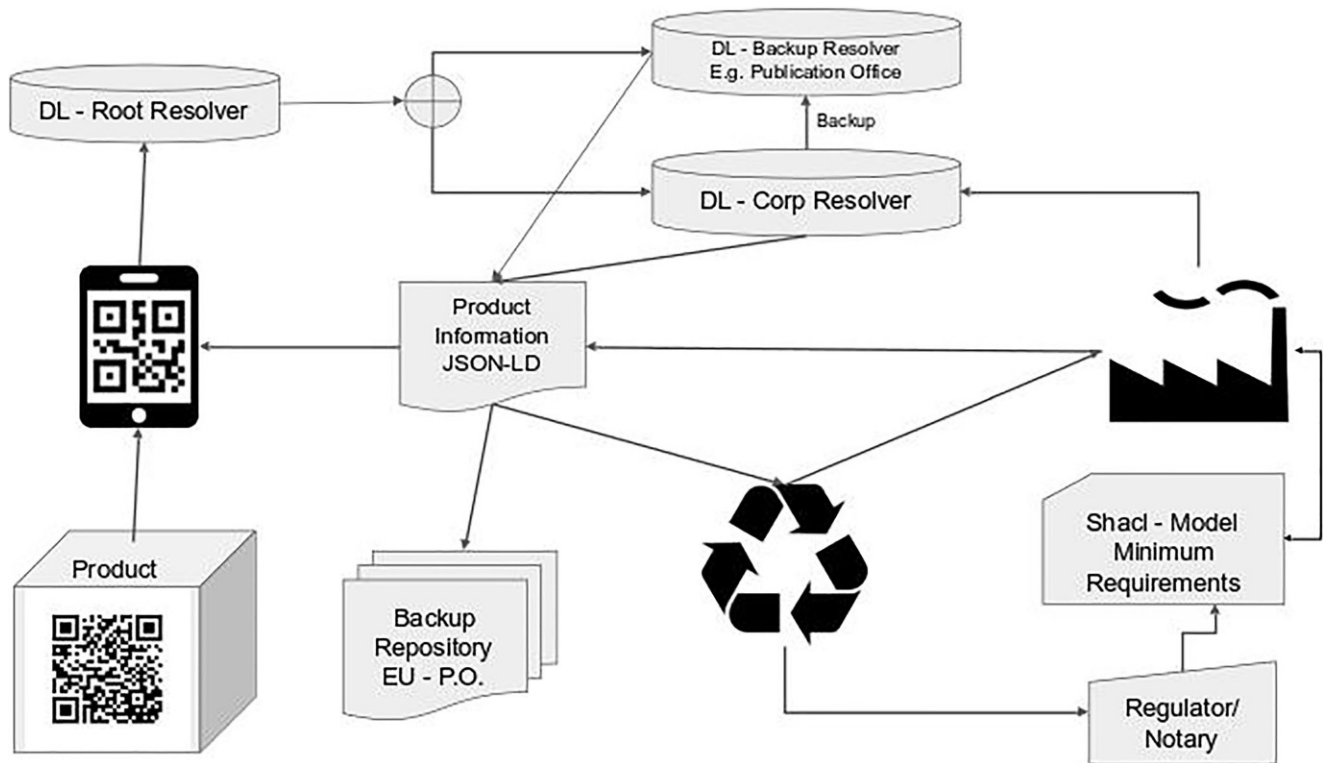 DL - Backup Resolver
E.g. Publication Office
DL - Root Resolver
Backup
DL - Corp Resolver
Product
Information
JSON-LD
Shacl - Model
Minimum
Requirements
Product
Backup
Repository
EU - P.O.
Regulator/
Notary